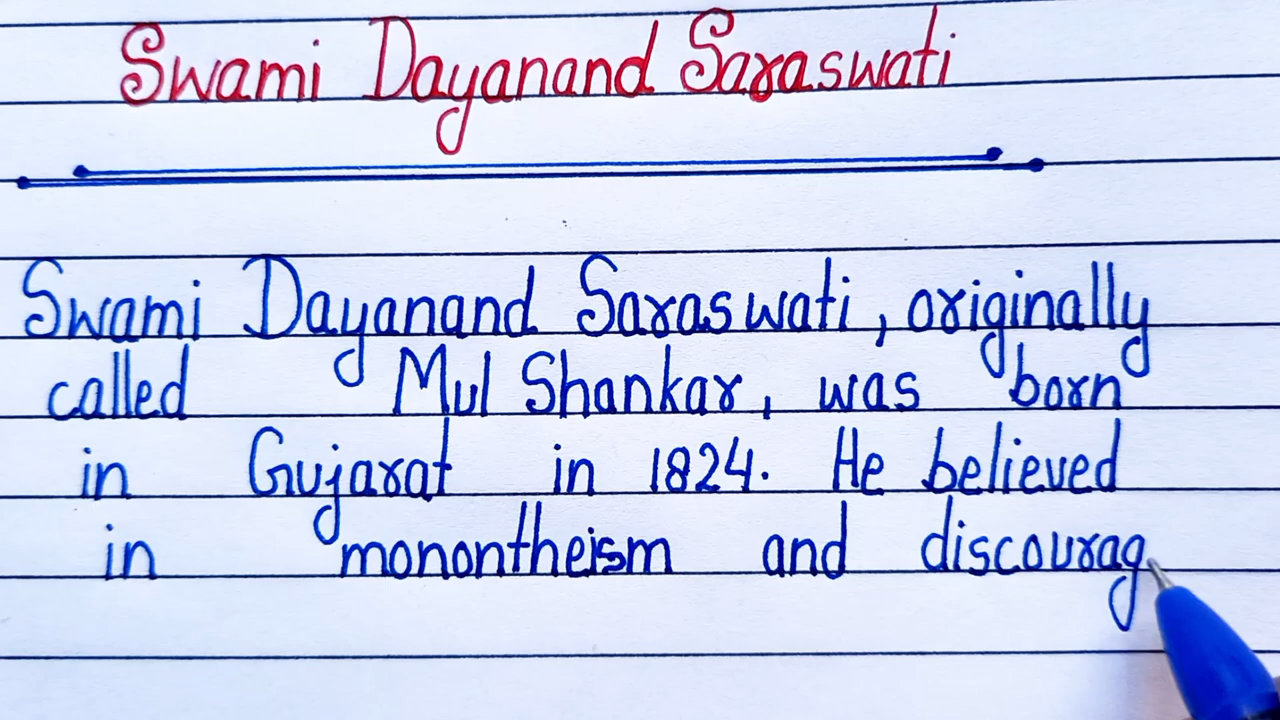 Swami Dayanand Saraswati
Swami Dayanand Saraswati, originally
called Mul Shankar, was born
in Gujarat in 1824. He believed
in monontheism and discourag